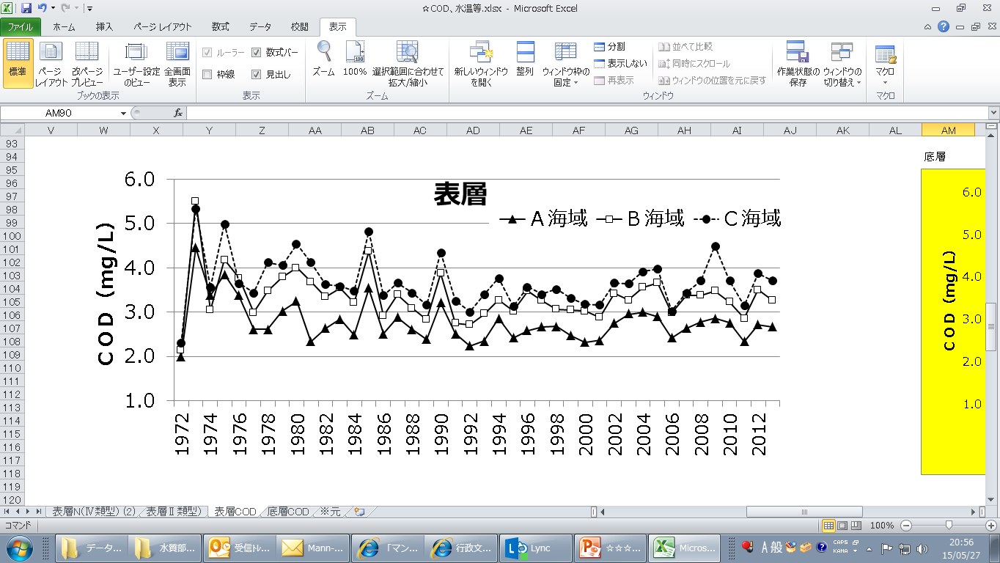 ☆COD、水温等.xlsx - Microsoft Excel
ファイル ホーム 挿入 ページ レイアウト 数式 データ 校閲 表示
標準 ページ レイアウト 改ページ プレビュー ユーザー設定のビュー 全画面表示
ルーラー 数式バー
枠線 見出し
ズーム 100% 選択範囲に合わせて拡大/縮小
新しいウィンドウを開く 整列 ウィンドウ枠の固定
分割 表示しない 再表示
並べて比較 同時にスクロール ウィンドウの位置を元に戻す
作業状態の保存 ウィンドウの切り替え マクロ
ブックの表示 表示 ズーム ウィンドウ マクロ
AM90 fx
V W X Y Z AA AB AC AD AE AF AG AH AI AJ AK AL AM
93
94
95
96
97
98
99
100
101
102
103
104
105
106
107
108
109
110
111
112
113
114
115
116
117
118
119
120
表層
A 海域 B 海域 C 海域
COD (mg/L)
6.0
5.0
4.0
3.0
2.0
1.0
1972 1974 1976 1978 1980 1982 1984 1986 1988 1990 1992 1994 1996 1998 2000 2002 2004 2006 2008 2010 2012
底層
COD (mg/L)
6.0
5.0
4.0
3.0
2.0
1.0
表層N(Ⅳ類型) (2) 表層Ⅱ類型) 表層COD 底層COD ※元
コマンド 100%
データ... 水質部... 受信トレ... Mann-... 「マン... 行政文... Lync ☆☆☆... Micros...
A 般 CAPS KANA
20:56
15/05/27